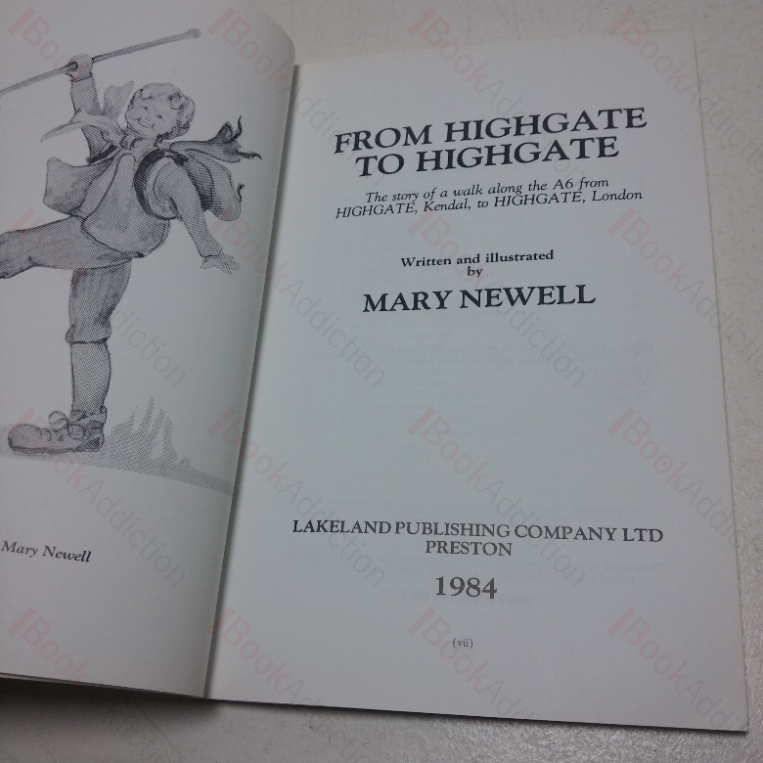 Mary Newell
FROM HIGHGATE
TO HIGHGATE
The story of a walk along the A6 from
HIGHGATE, Kendal, to HIGHGATE, London
Written and illustrated
by
MARY NEWELL
LAKELAND PUBLISHING COMPANY LTD
PRESTON
1984
(vii)
BookAddiction